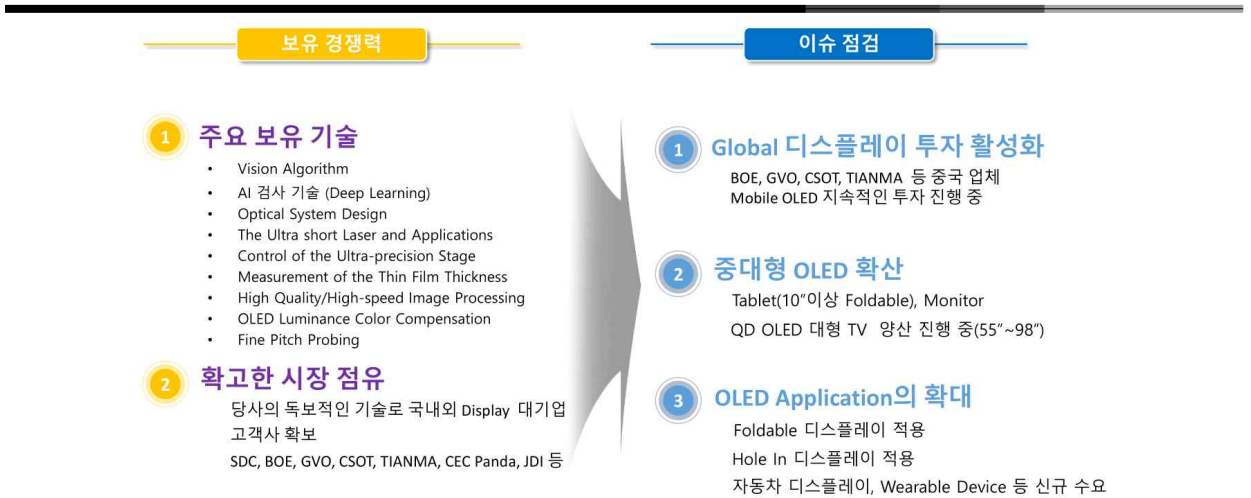 보유 경쟁력
1 주요 보유 기술
• Vision Algorithm
• AI 검사 기술 (Deep Learning)
• Optical System Design
• The Ultra short Laser and Applications
• Control of the Ultra-precision Stage
• Measurement of the Thin Film Thickness
• High Quality/High-speed Image Processing
• OLED Luminance Color Compensation
• Fine Pitch Probing
2 확고한 시장 점유
당사의 독보적인 기술로 국내외 Display 대기업
고객사 확보
SDC, BOE, GVO, CSOT, TIANMA, CEC Panda, JDI 등
이슈 점검
1 Global 디스플레이 투자 활성화
BOE, GVO, CSOT, TIANMA 등 중국 업체
Mobile OLED 지속적인 투자 진행 중
2 중대형 OLED 확산
Tablet(10”이상 Foldable), Monitor
QD OLED 대형 TV 양산 진행 중(55”~98”)
3 OLED Application의 확대
Foldable 디스플레이 적용
Hole In 디스플레이 적용
자동차 디스플레이, Wearable Device 등 신규 수요